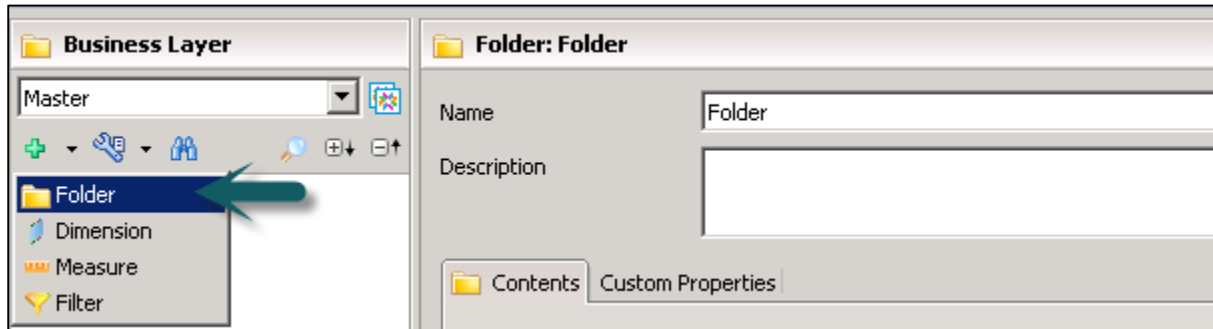 Business Layer
Master
Folder
Dimension
Measure
Filter
Folder: Folder
Name
Folder
Description
Contents
Custom Properties